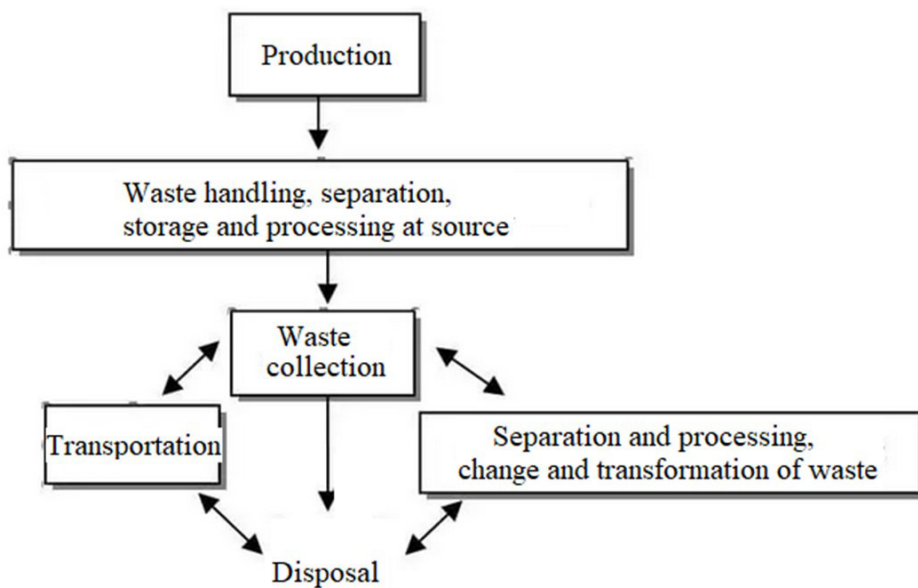 Production
Waste handling, separation,
storage and processing at source
Waste
collection
Transportation
Separation and processing,
change and transformation of waste
Disposal